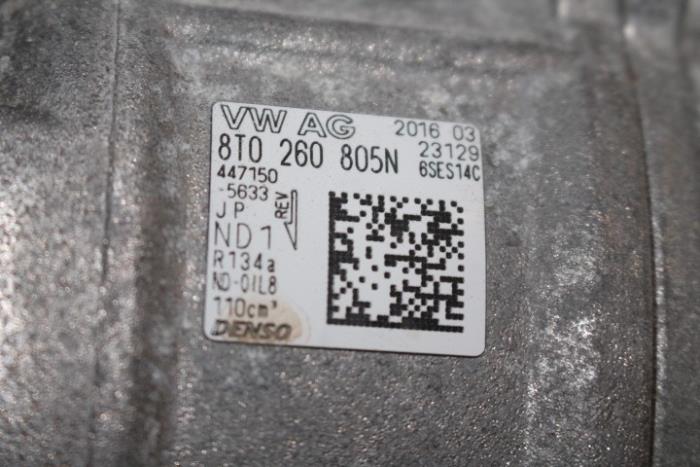 VW AG 2016 03
8T0 260 805N 23129
447150 6SES14C
-5633
JP REV
ND1
R134a
ND-OIL8
110cm³
DENSO